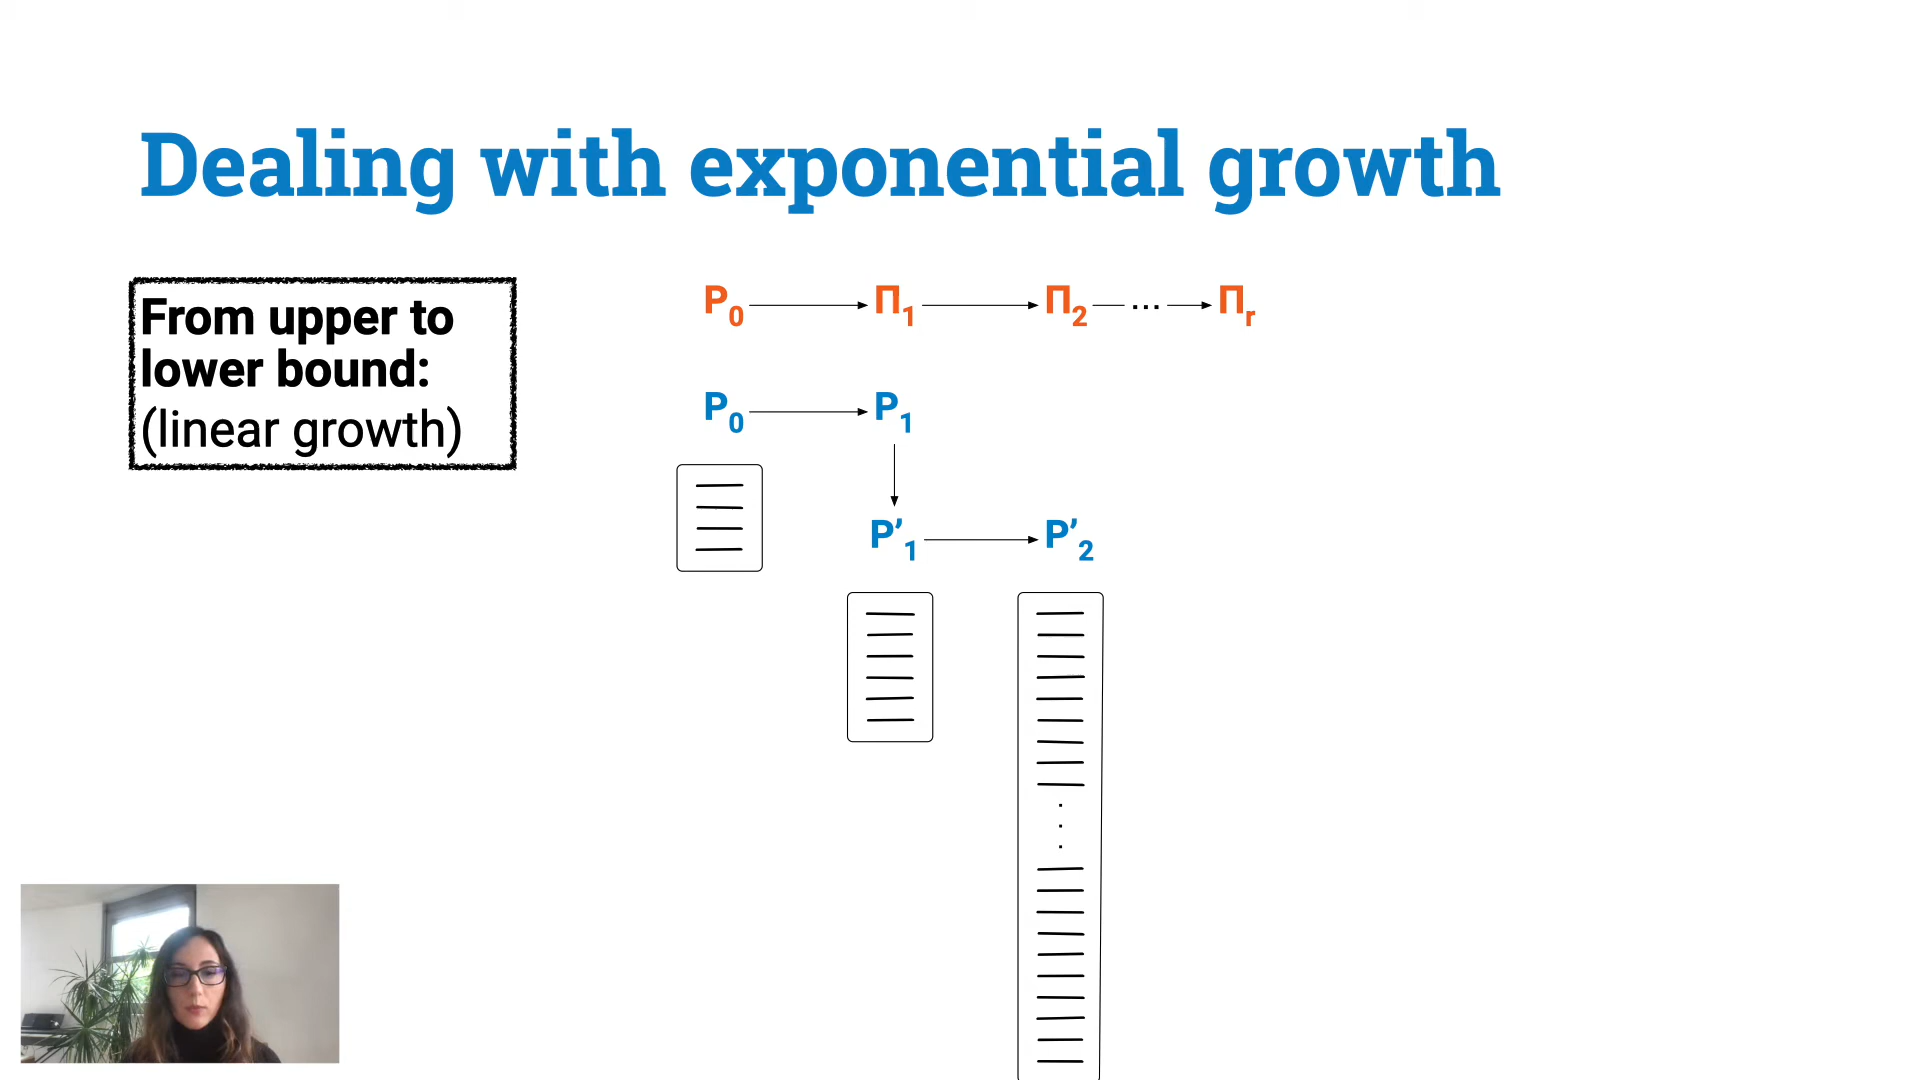 Dealing with exponential growth
From upper to
lower bound:
(linear growth)
P0 Π1 Π2 ... Πr
P0 P1
P’1 P’2